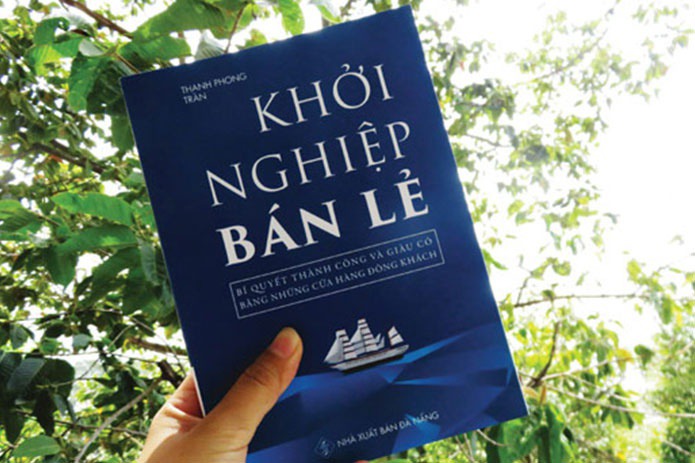 THANH PHONG
TRẦN
KHỞI
NGHIỆP
BÁN LẺ
BÍ QUYẾT THÀNH CÔNG VÀ GIÀU CÓ
BẰNG NHỮNG CỬA HÀNG ĐÔNG KHÁCH
NHÀ XUẤT BẢN ĐÀ NẴNG